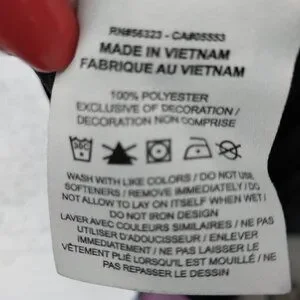 RN#56323 - CA#05553
MADE IN VIETNAM
FABRIQUE AU VIETNAM
100% POLYESTER
EXCLUSIVE OF DECORATION /
DECORATION NON COMPRISE
WASH WITH LIKE COLORS / DO NOT USE
SOFTENERS / REMOVE IMMEDIATELY / DO
NOT ALLOW TO LAY ON ITSELF WHEN WET /
DO NOT IRON DESIGN
LAVER AVEC COULEURS SIMILAIRES / NE PAS
UTILISER D'ADOUCISSEUR / ENLEVER
IMMÉDIATEMENT / NE PAS LAISSER LE
VÊTEMENT PLIÉ LORSQU'IL EST MOUILLÉ / NE
PAS REPASSER LE DESSIN